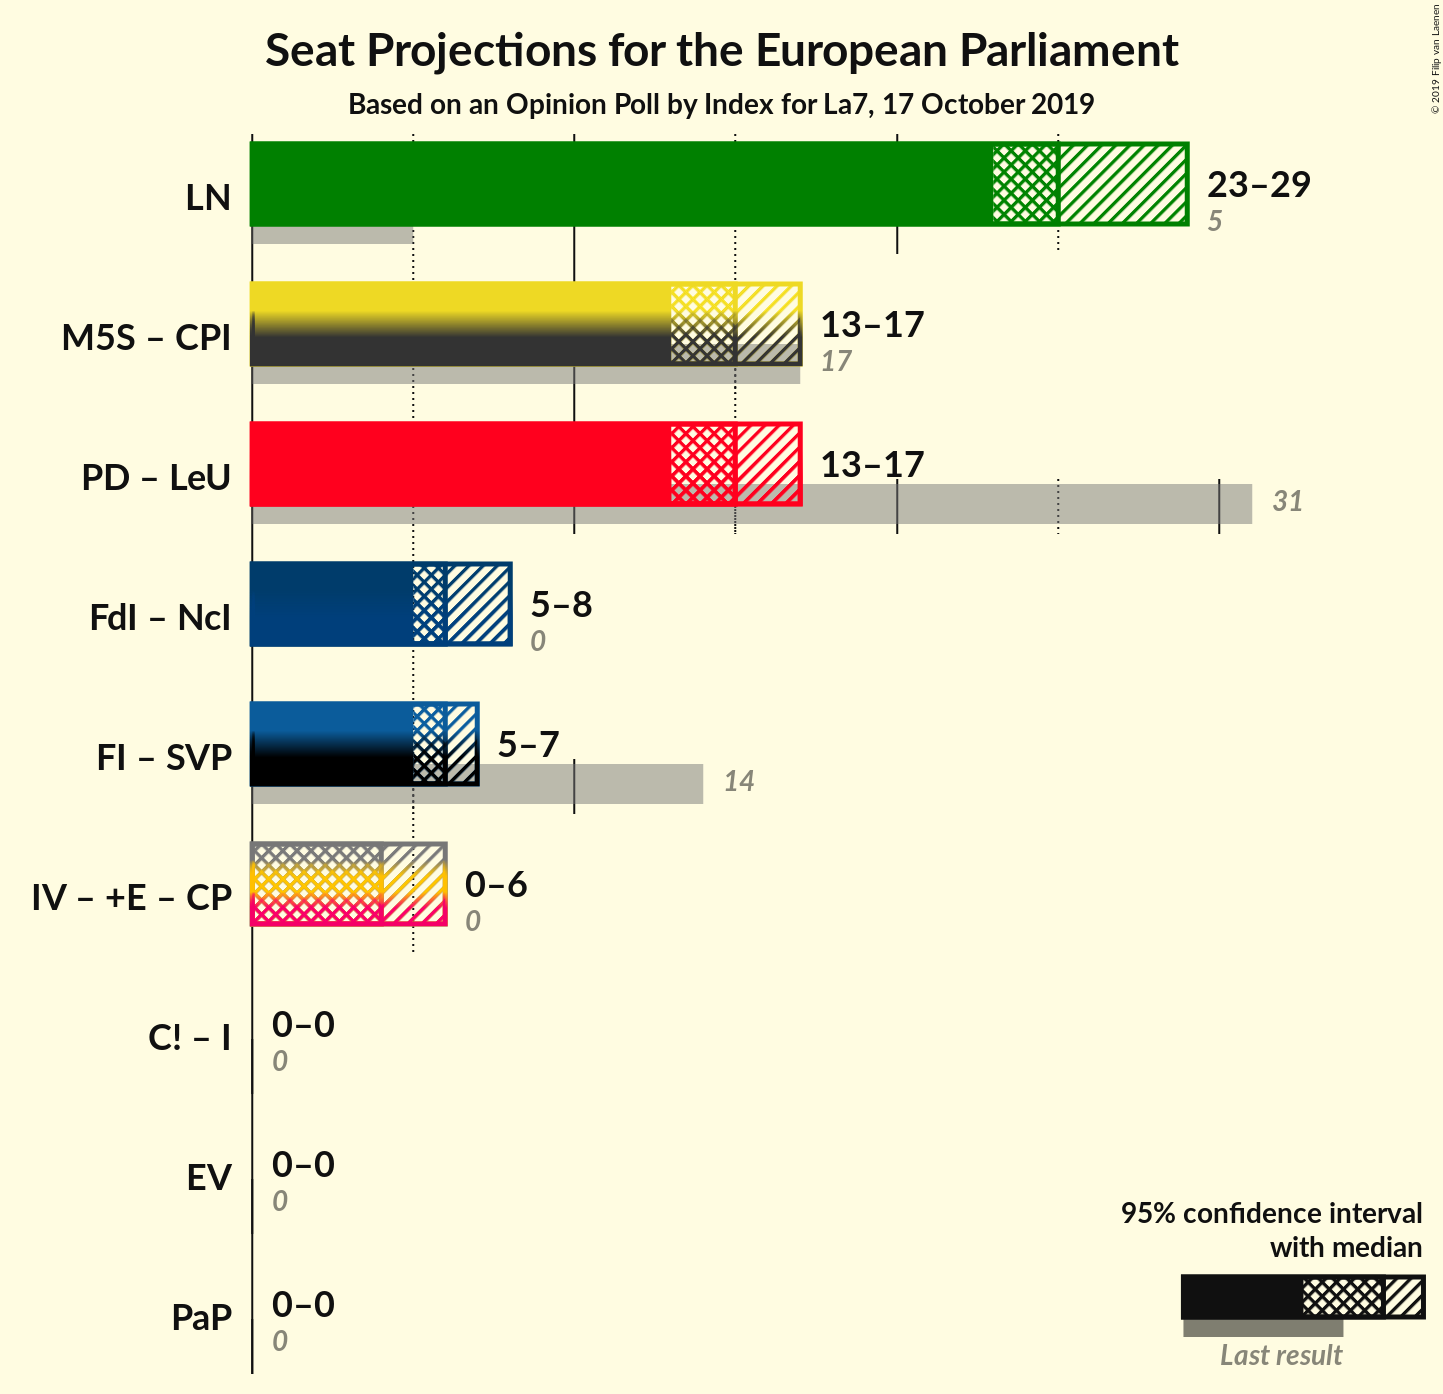 Seat Projections for the European Parliament
Based on an Opinion Poll by Index for La7, 17 October 2019
© 2019 Filip van Laenen
LN
23–29
5
M5S – CPI
13–17
17
PD – LeU
13–17
31
FdI – NcI
5–8
0
FI – SVP
5–7
14
IV – +E – CP
0–6
0
C! – I
0–0
0
EV
0–0
0
PaP
0–0
0
95% confidence interval
with median
Last result